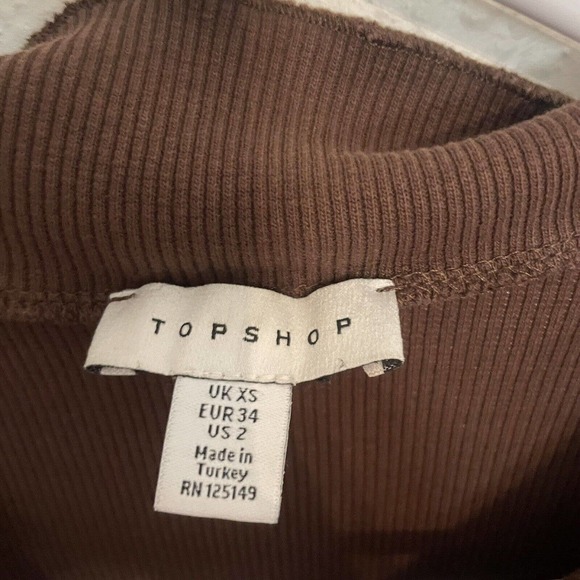 TOPSHOP
UK XS
EUR 34
US 2
Made in
Turkey
RN 125149